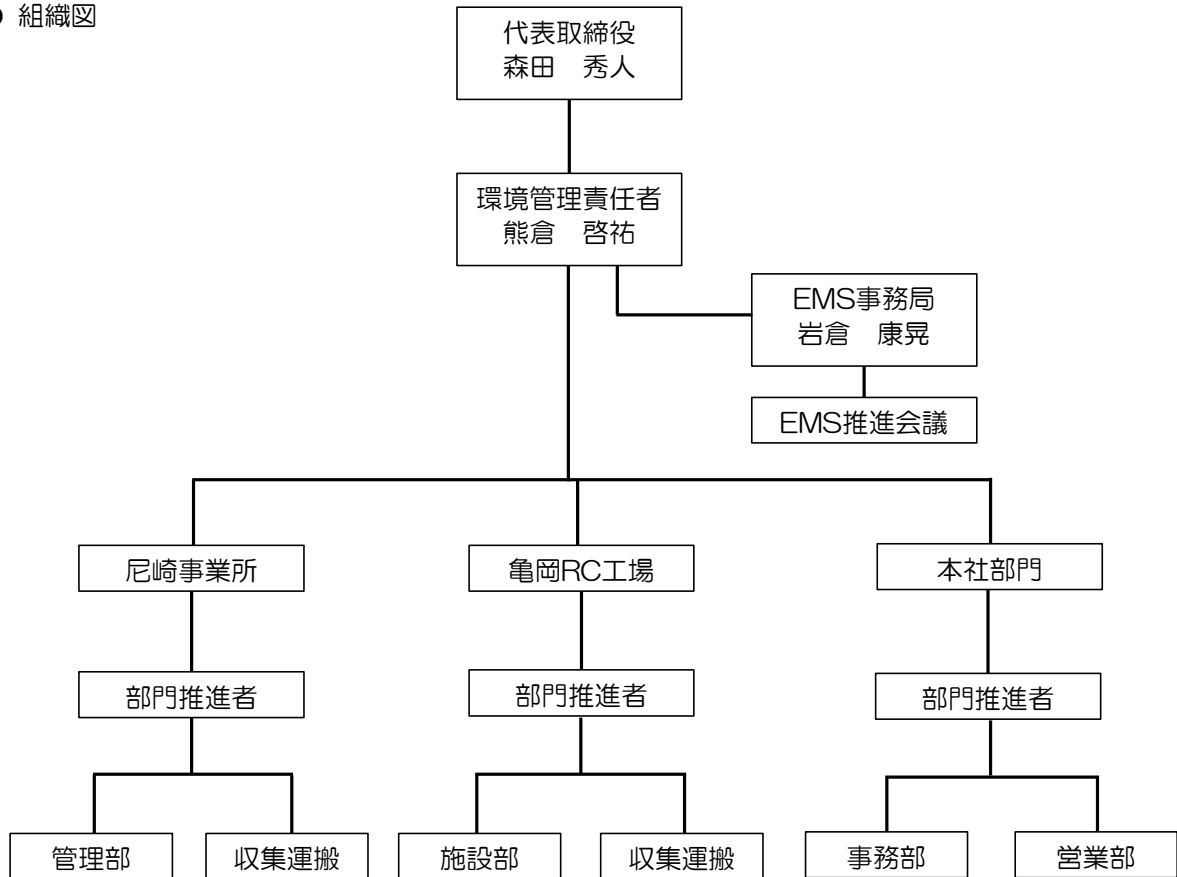 組織図
代表取締役
森田　秀人
環境管理責任者
熊倉　啓祐
EMS事務局
岩倉　康晃
EMS推進会議
尼崎事業所
亀岡RC工場
本社部門
部門推進者
部門推進者
部門推進者
管理部
収集運搬
施設部
収集運搬
事務部
営業部